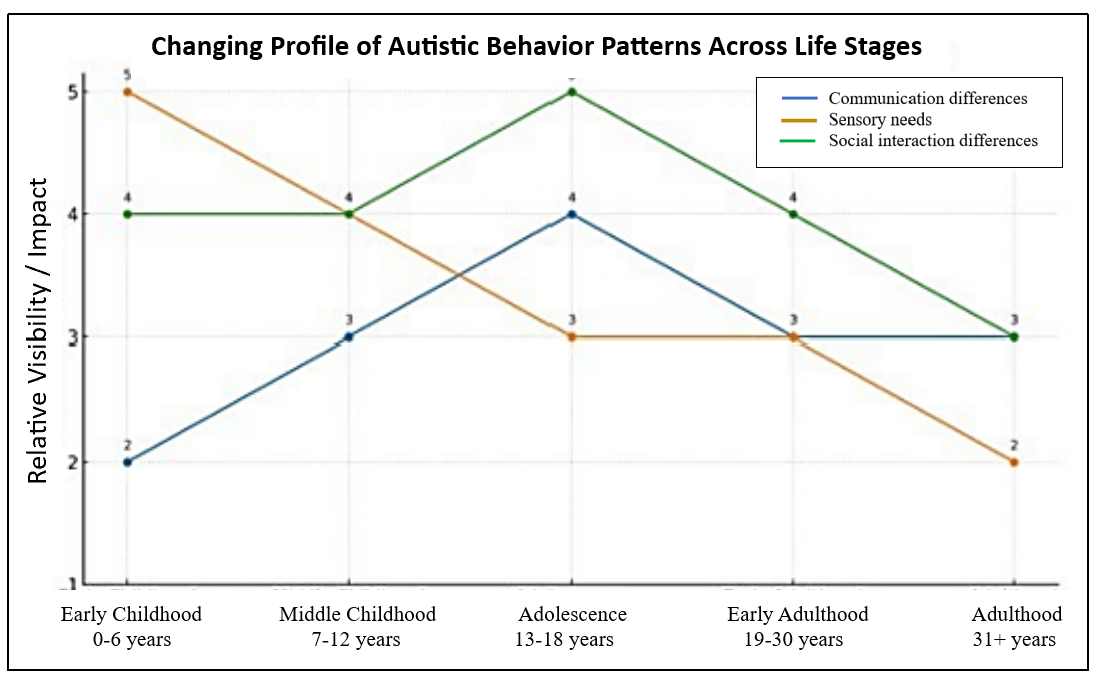 Changing Profile of Autistic Behavior Patterns Across Life Stages
Relative Visibility / Impact
5
4
3
2
1
5
4
4
5
4
3
4
3
3
3
2
2
Communication differences
Sensory needs
Social interaction differences
Early Childhood
0-6 years
Middle Childhood
7-12 years
Adolescence
13-18 years
Early Adulthood
19-30 years
Adulthood
31+ years